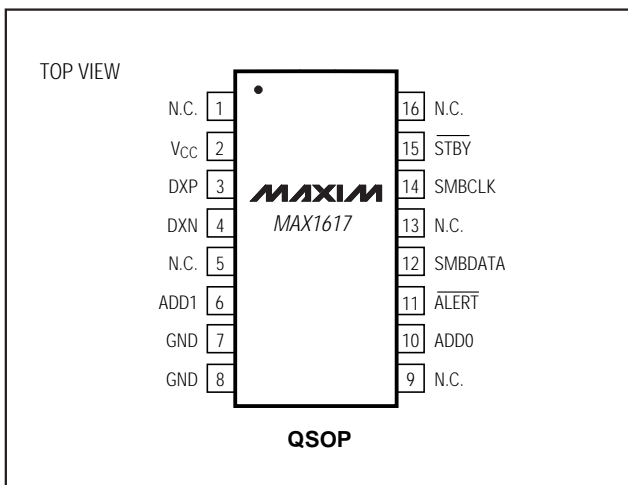 TOP VIEW
N.C. 1
VCC 2
DXP 3
DXN 4
N.C. 5
ADD1 6
GND 7
GND 8
MAXIM
MAX1617
16 N.C.
15 STBY
14 SMBCLK
13 N.C.
12 SMBDATA
11 ALERT
10 ADD0
9 N.C.
QSOP